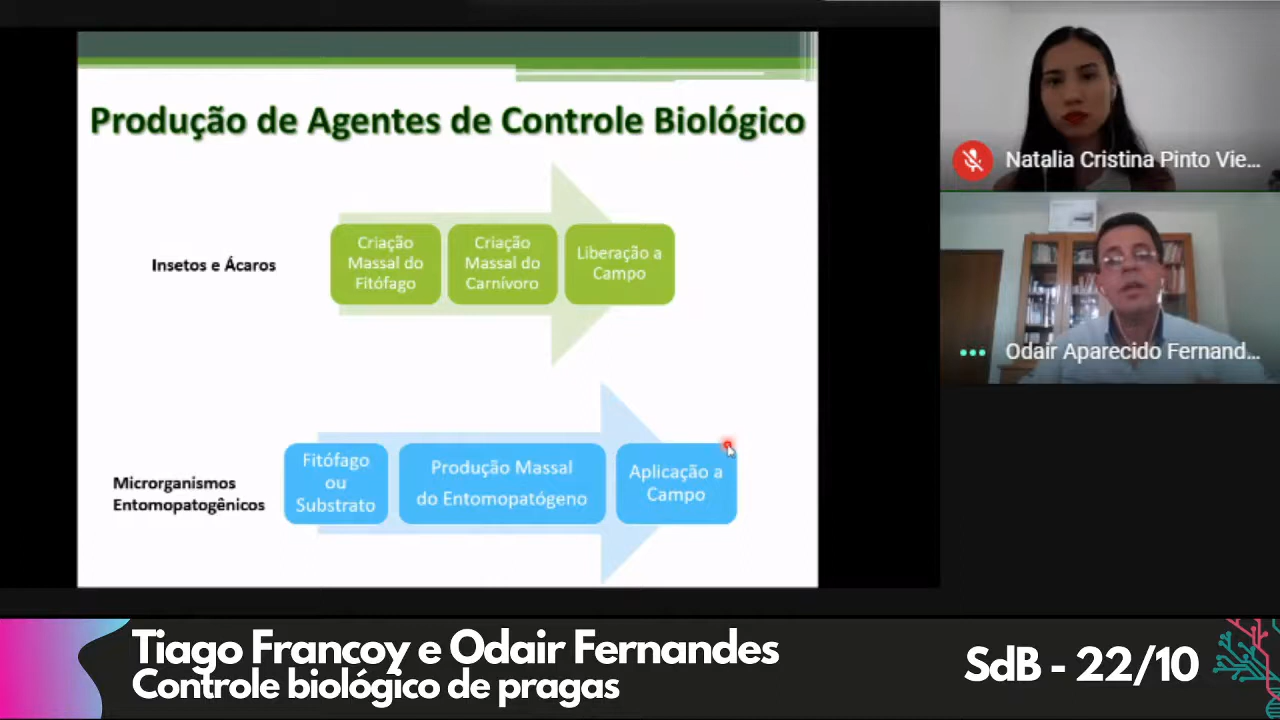 Produção de Agentes de Controle Biológico
Insetos e Ácaros
Criação
Massal do
Fitófago
Criação
Massal do
Carnívoro
Liberação a
Campo
Microrganismos
Entomopatogênicos
Fitófago
ou
Substrato
Produção Massal
do Entomopatógeno
Aplicação a
Campo
Natalia Cristina Pinto Vie...
Odair Aparecido Fernand...
Tiago Francoy e Odair Fernandes
Controle biológico de pragas
SdB - 22/10